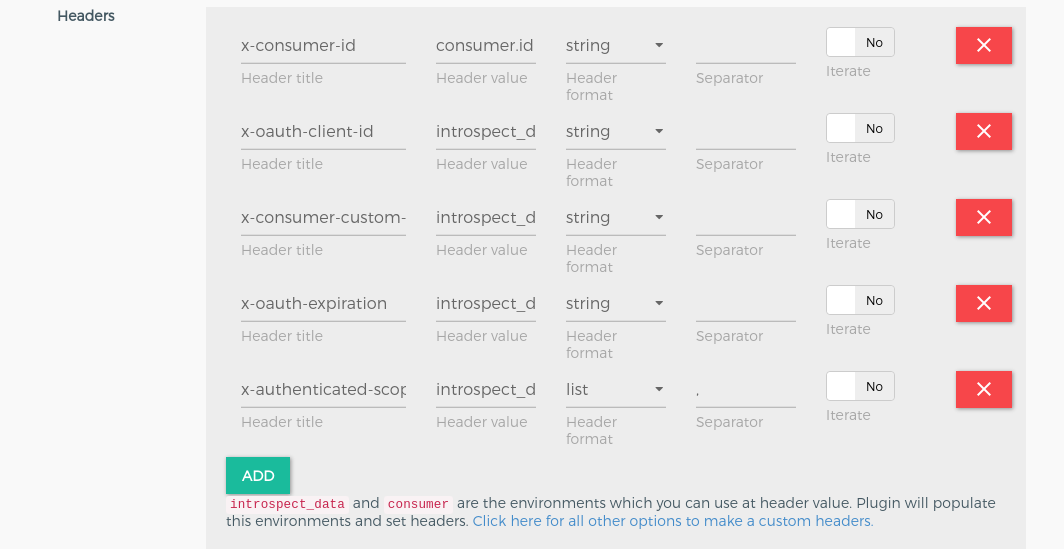 Headers
x-consumer-id consumer.id string No
Header title Header value Header format Separator Iterate
x-oauth-client-id introspect_d string No
Header title Header value Header format Separator Iterate
x-consumer-custom- introspect_d string No
Header title Header value Header format Separator Iterate
x-oauth-expiration introspect_d string No
Header title Header value Header format Separator Iterate
x-authenticated-scop introspect_d list , No
Header title Header value Header format Separator Iterate
ADD
introspect_data and consumer are the environments which you can use at header value. Plugin will populate
this environments and set headers. Click here for all other options to make a custom headers.